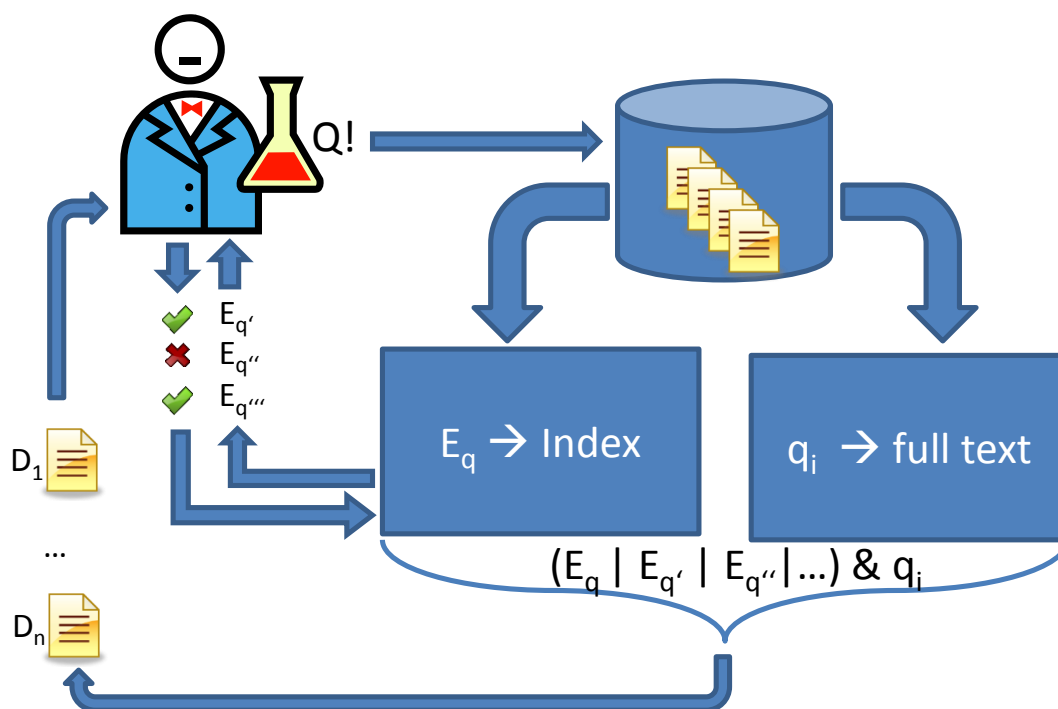 Q!
E_q′
E_q″
E_q‴
E_q → Index
q_i → full text
D_1
...
D_n
(E_q | E_q′ | E_q″|...) & q_i